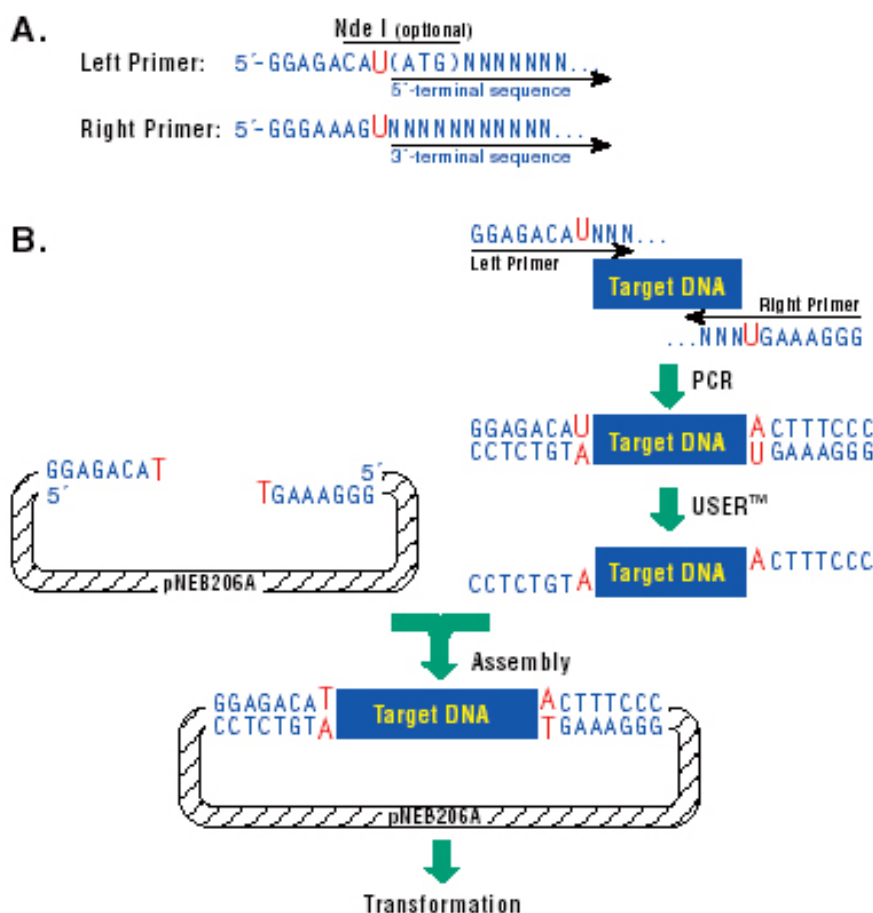 A.
Nde I (optional)
Left Primer: 5´-GGAGACAU(ATG)NNNNNNN...
5´-terminal sequence
Right Primer: 5´-GGGAAAGUNNNNNNNNNNN...
3´-terminal sequence
B.
GGAGACAUNNN...
Left Primer
Target DNA
Right Primer
...NNNUGAAAGGG
PCR
GGAGACAU Target DNA ACTTTCCC
CCTCTGTA UGAAAGGG
USER™
CCTCTGTA Target DNA ACTTTCCC
GGAGACAT 5´
5´ TGAAAGGG
pNEB206A
Assembly
GGAGACAT Target DNA ACTTTCCC
CCTCTGTA TGAAAGGG
pNEB206A
Transformation